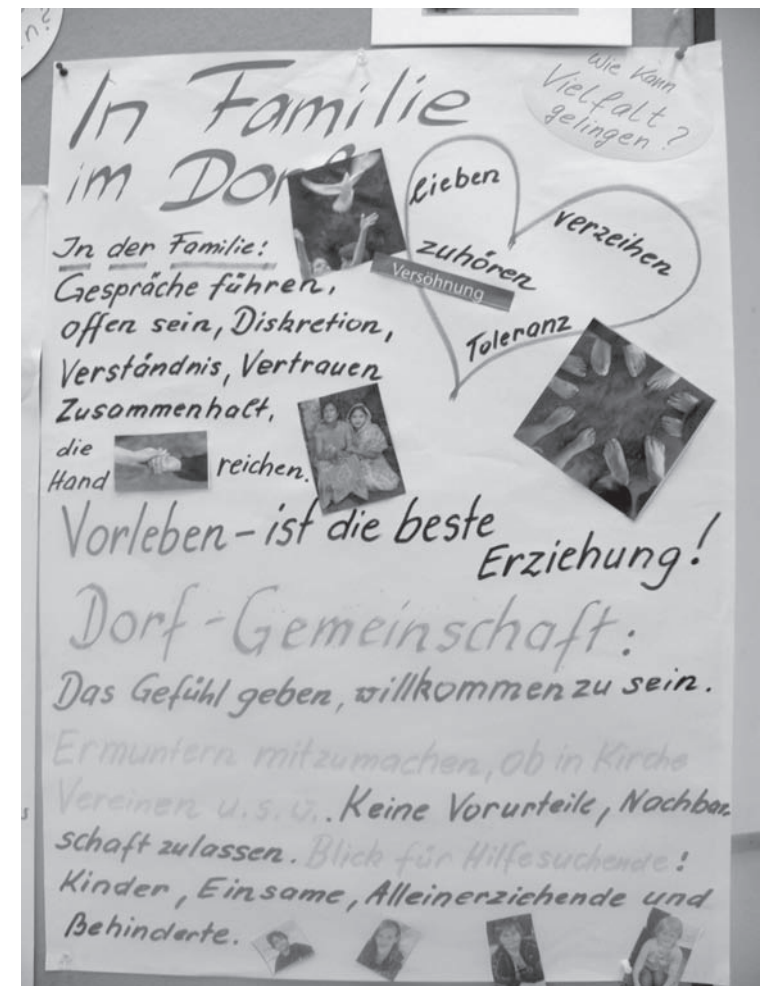 n?
In Familie
im Dorf
Wie kann
Vielfalt?
gelingen
lieben
verzeihen
zuhören
Versöhnung
Toleranz
In der Familie:
Gespräche führen,
offen sein, Diskretion,
Verständnis, Vertrauen
Zusammenhalt,
die
Hand reichen.
Vorleben - ist die beste
Erziehung!
Dorf-Gemeinschaft:
Das Gefühl geben, willkommen zu sein.
Ermuntern mitzumachen, ob in Kirche
Vereinen u.s.w. Keine Vorurteile, Nachbar
schaft zulassen. Blick für Hilfesuchende!
Kinder, Einsame, Alleinerziehende und
Behinderte.